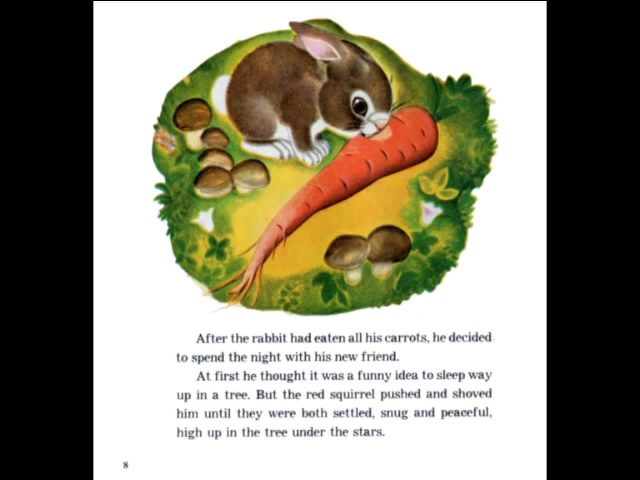 After the rabbit had eaten all his carrots, he decided
to spend the night with his new friend.
At first he thought it was a funny idea to sleep way
up in a tree. But the red squirrel pushed and shoved
him until they were both settled, snug and peaceful,
high up in the tree under the stars.
8